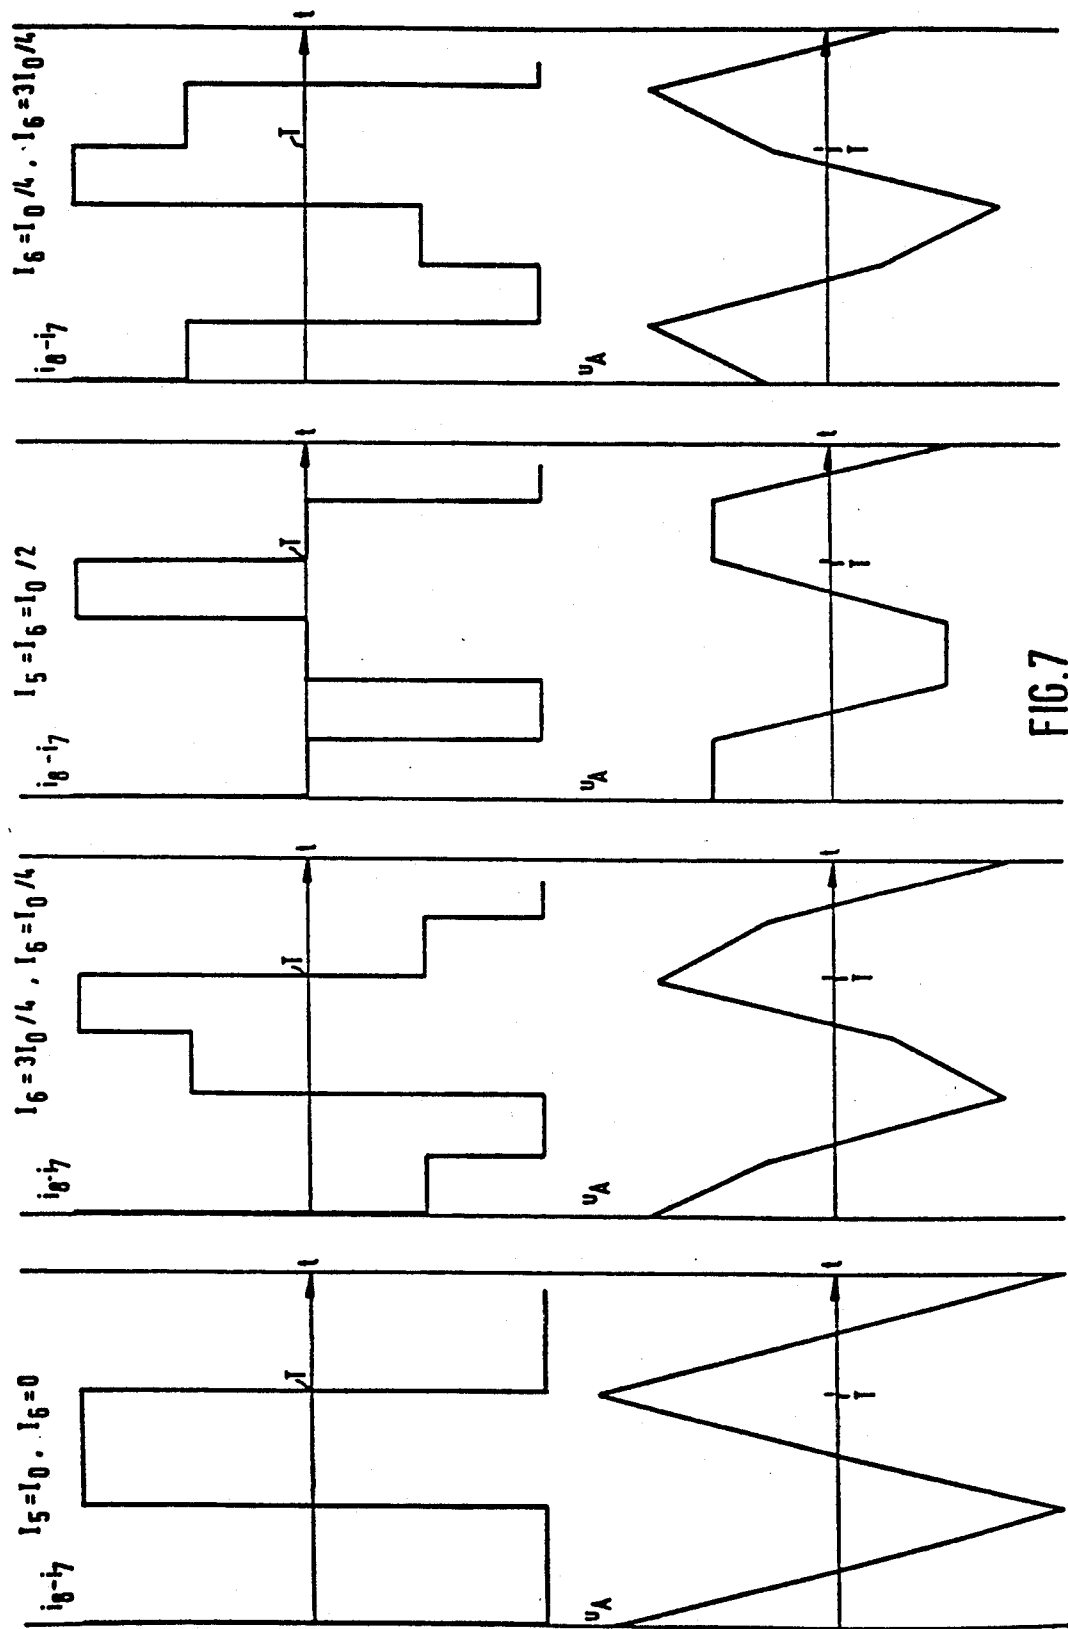 I5=I0, I6=0
i8-i7
t
T
uA
t
T
I6=3I0/4, I6=I0/4
i8-i7
t
T
uA
t
T
I5=I6=I0/2
i8-i7
t
T
uA
t
T
I6=I0/4, I6=3I0/4
i8-i7
t
T
uA
t
T
FIG.7